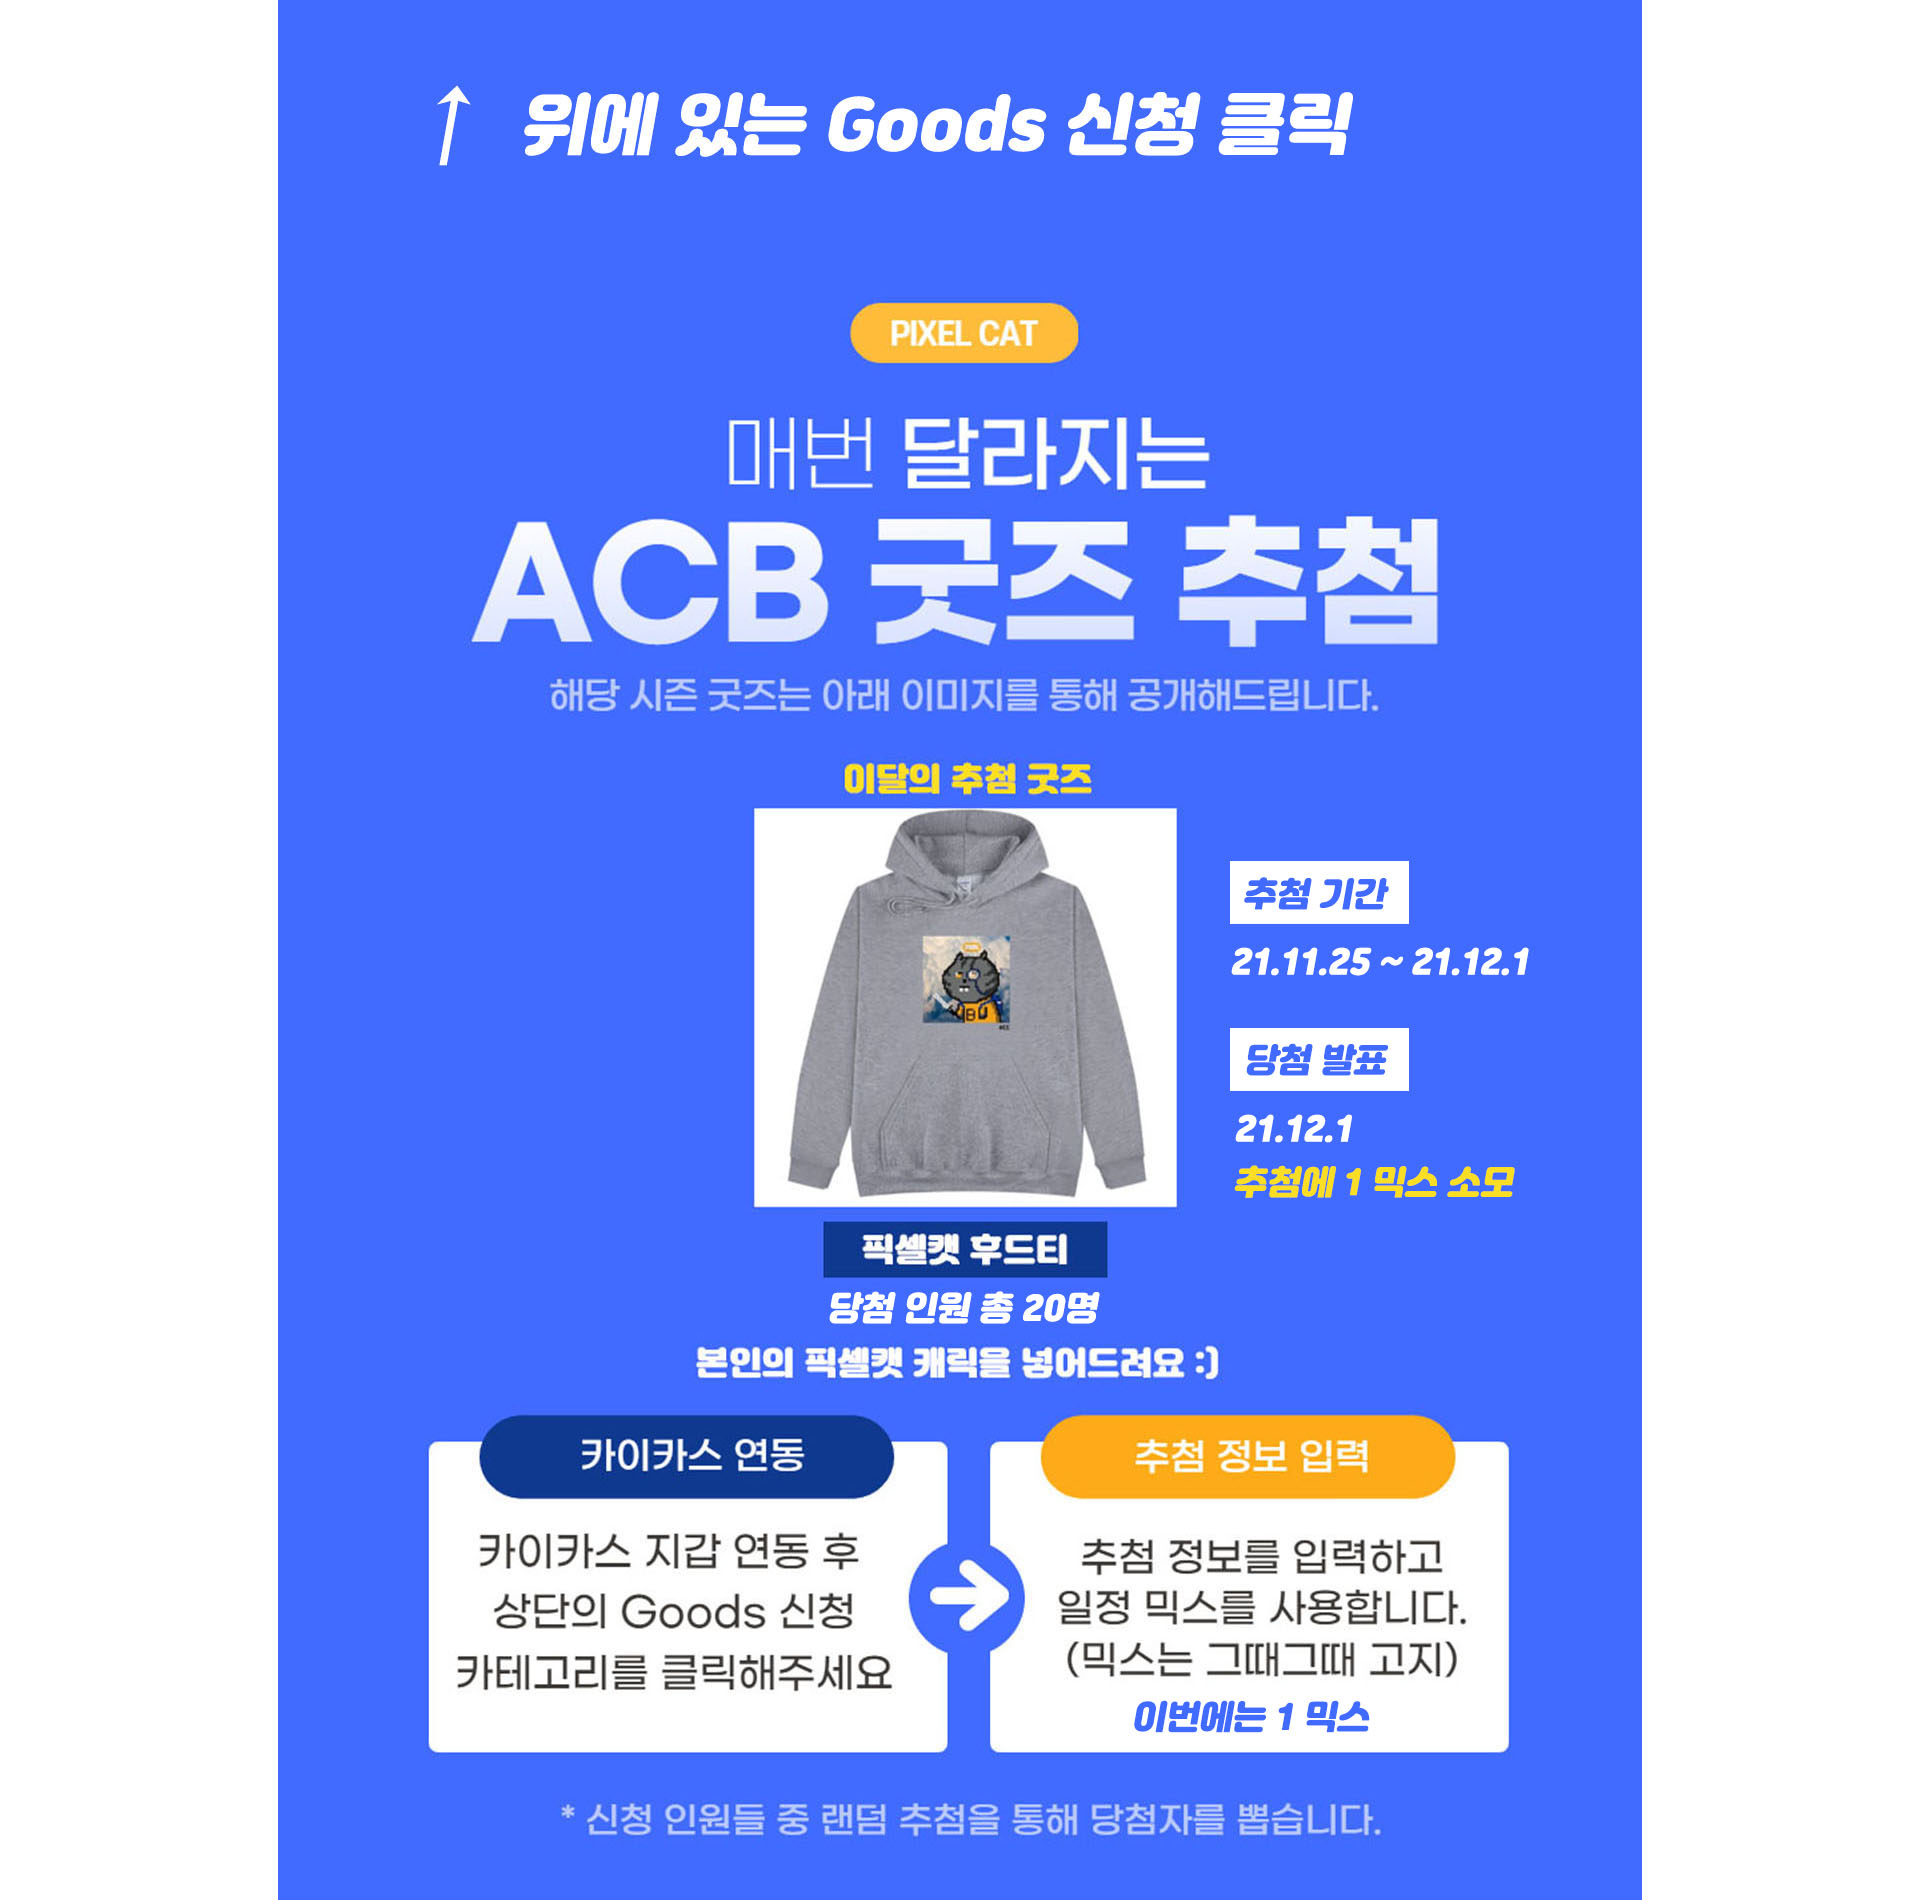 ↑ 위에 있는 Goods 신청 클릭
PIXEL CAT
매번 달라지는
ACB 굿즈 추첨
해당 시즌 굿즈는 아래 이미지를 통해 공개해드립니다.
이달의 추첨 굿즈
추첨 기간
21.11.25 ~ 21.12.1
당첨 발표
21.12.1
추첨에 1 믹스 소모
픽셀캣 후드티
당첨 인원 총 20명
본인의 픽셀캣 캐릭을 넣어드려요 :)
카이카스 연동
카이카스 지갑 연동 후
상단의 Goods 신청
카테고리를 클릭해주세요
추첨 정보 입력
추첨 정보를 입력하고
일정 믹스를 사용합니다.
(믹스는 그때그때 고지)
이번에는 1 믹스
* 신청 인원들 중 랜덤 추첨을 통해 당첨자를 뽑습니다.